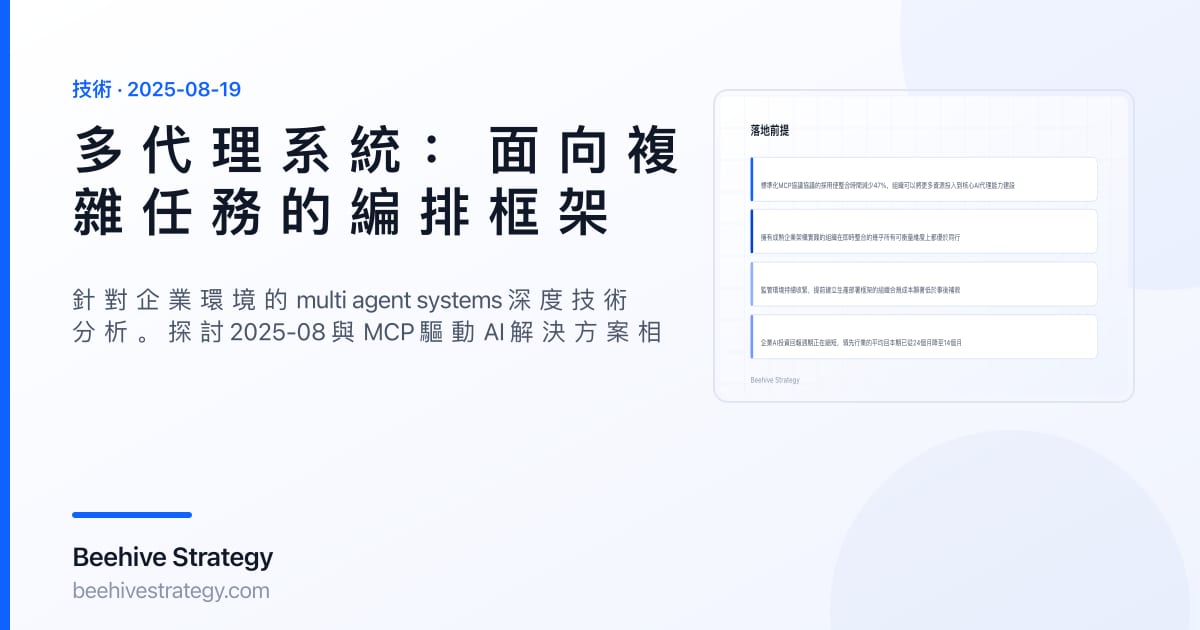 技術 · 2025-08-19
多代理系統：面向複
雜任務的編排框架
針對企業環境的 multi agent systems 深度技術
分析。探討 2025-08 與 MCP 驅動 AI 解決方案相
落地前提
標準化MCP協議協議的採用使整合時間減少47%，組織可以將更多資源投入到核心AI代理能力建設
擁有成熟企業架構實踐的組織在即時整合的幾乎所有可衡量維度上都優於同行
監管環境持續收緊，提前建立生產部署框架的組織合規成本顯著低於事後補救
企業AI投資回報週期正在縮短，領先行業的平均回本期已從24個月降至14個月
Beehive Strategy
Beehive Strategy
beehivestrategy.com